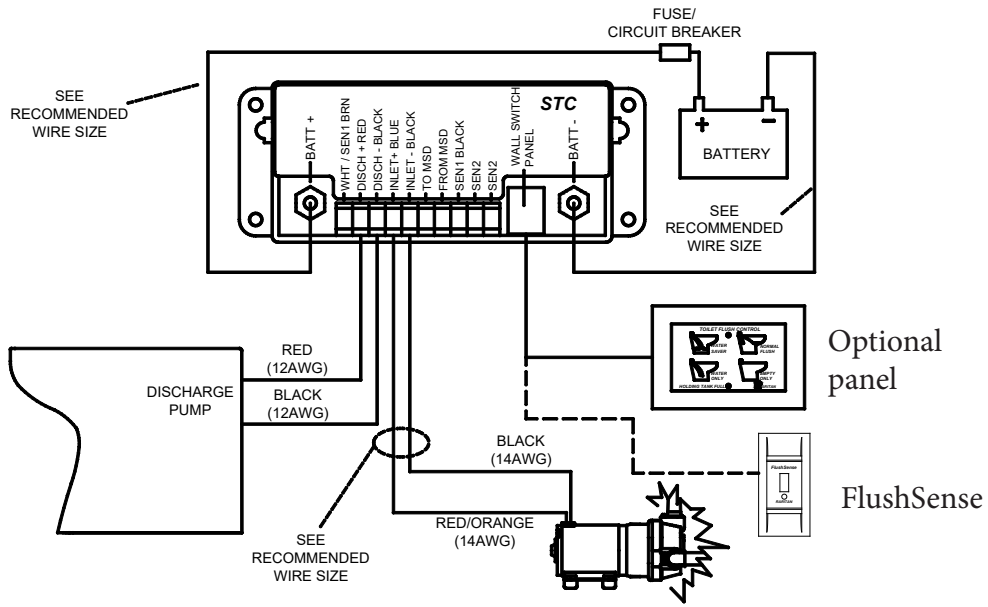 FUSE/
CIRCUIT BREAKER
SEE
RECOMMENDED
WIRE SIZE
STC
BATT +
WHT / SEN1 BRN
DISCH + RED
DISCH - BLACK
INLET+ BLUE
INLET - BLACK
TO MSD
FROM MSD
SEN1 BLACK
SEN2
SEN2
WALL SWITCH
PANEL
BATT -
+ −
BATTERY
SEE
RECOMMENDED
WIRE SIZE
DISCHARGE
PUMP
RED
(12AWG)
BLACK
(12AWG)
TOILET FLUSH CONTROL
WATER
SAVER
NORMAL
FLUSH
WATER
ONLY
EMPTY
ONLY
HOLDING TANK FULL
Optional
panel
BLACK
(14AWG)
RED/ORANGE
(14AWG)
SEE
RECOMMENDED
WIRE SIZE
FlushSense
RARITAN
FlushSense